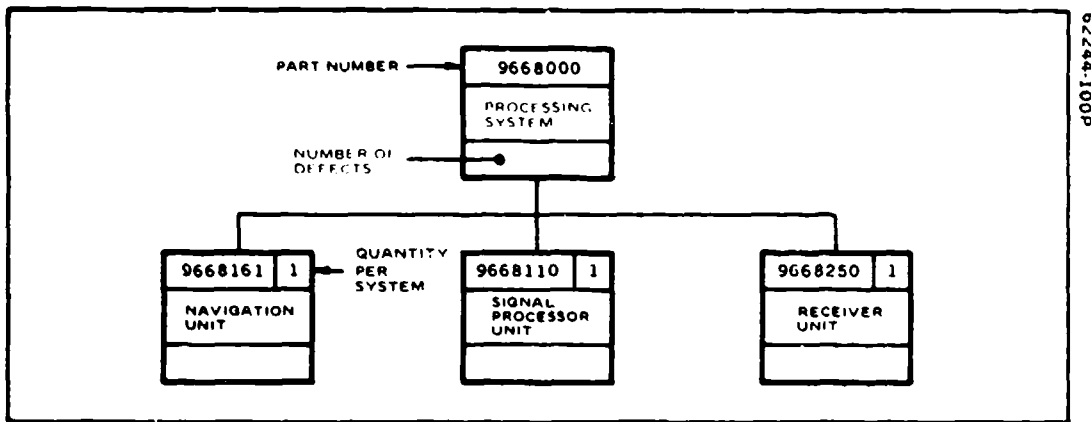 PART NUMBER
9668000
PROCESSING
SYSTEM
NUMBER OF
DEFECTS
9668161 1
QUANTITY
PER
SYSTEM
NAVIGATION
UNIT
9668110 1
SIGNAL
PROCESSOR
UNIT
9668250 1
RECEIVER
UNIT
62244-100P